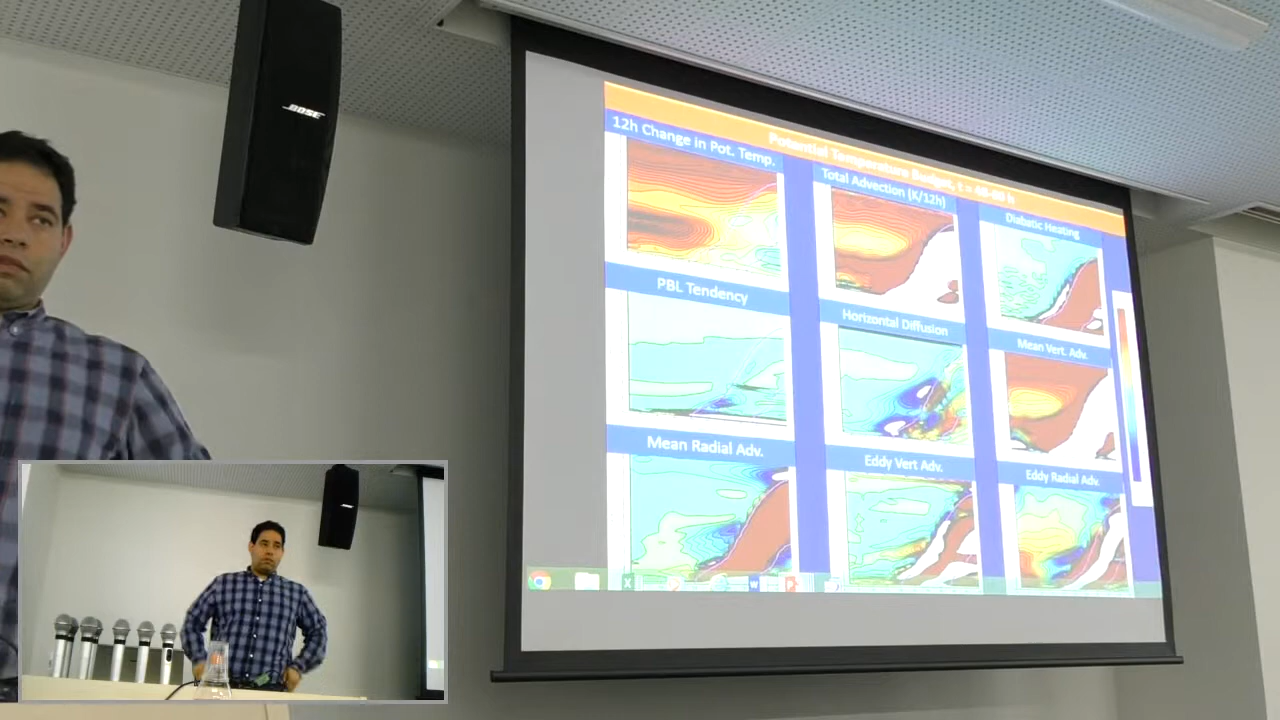 BOSE
Potential Temperature Budget, t = 48-60 h
12h Change in Pot. Temp.
Total Advection (K/12h)
Diabatic Heating
PBL Tendency
Horizontal Diffusion
Mean Vert. Adv.
Mean Radial Adv.
Eddy Vert Adv.
Eddy Radial Adv.